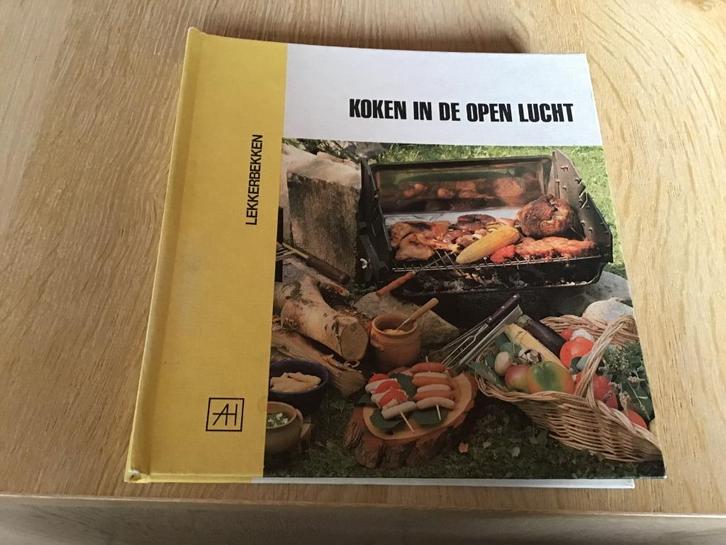 KOKEN IN DE OPEN LUCHT
LEKKERBEKKEN
AH